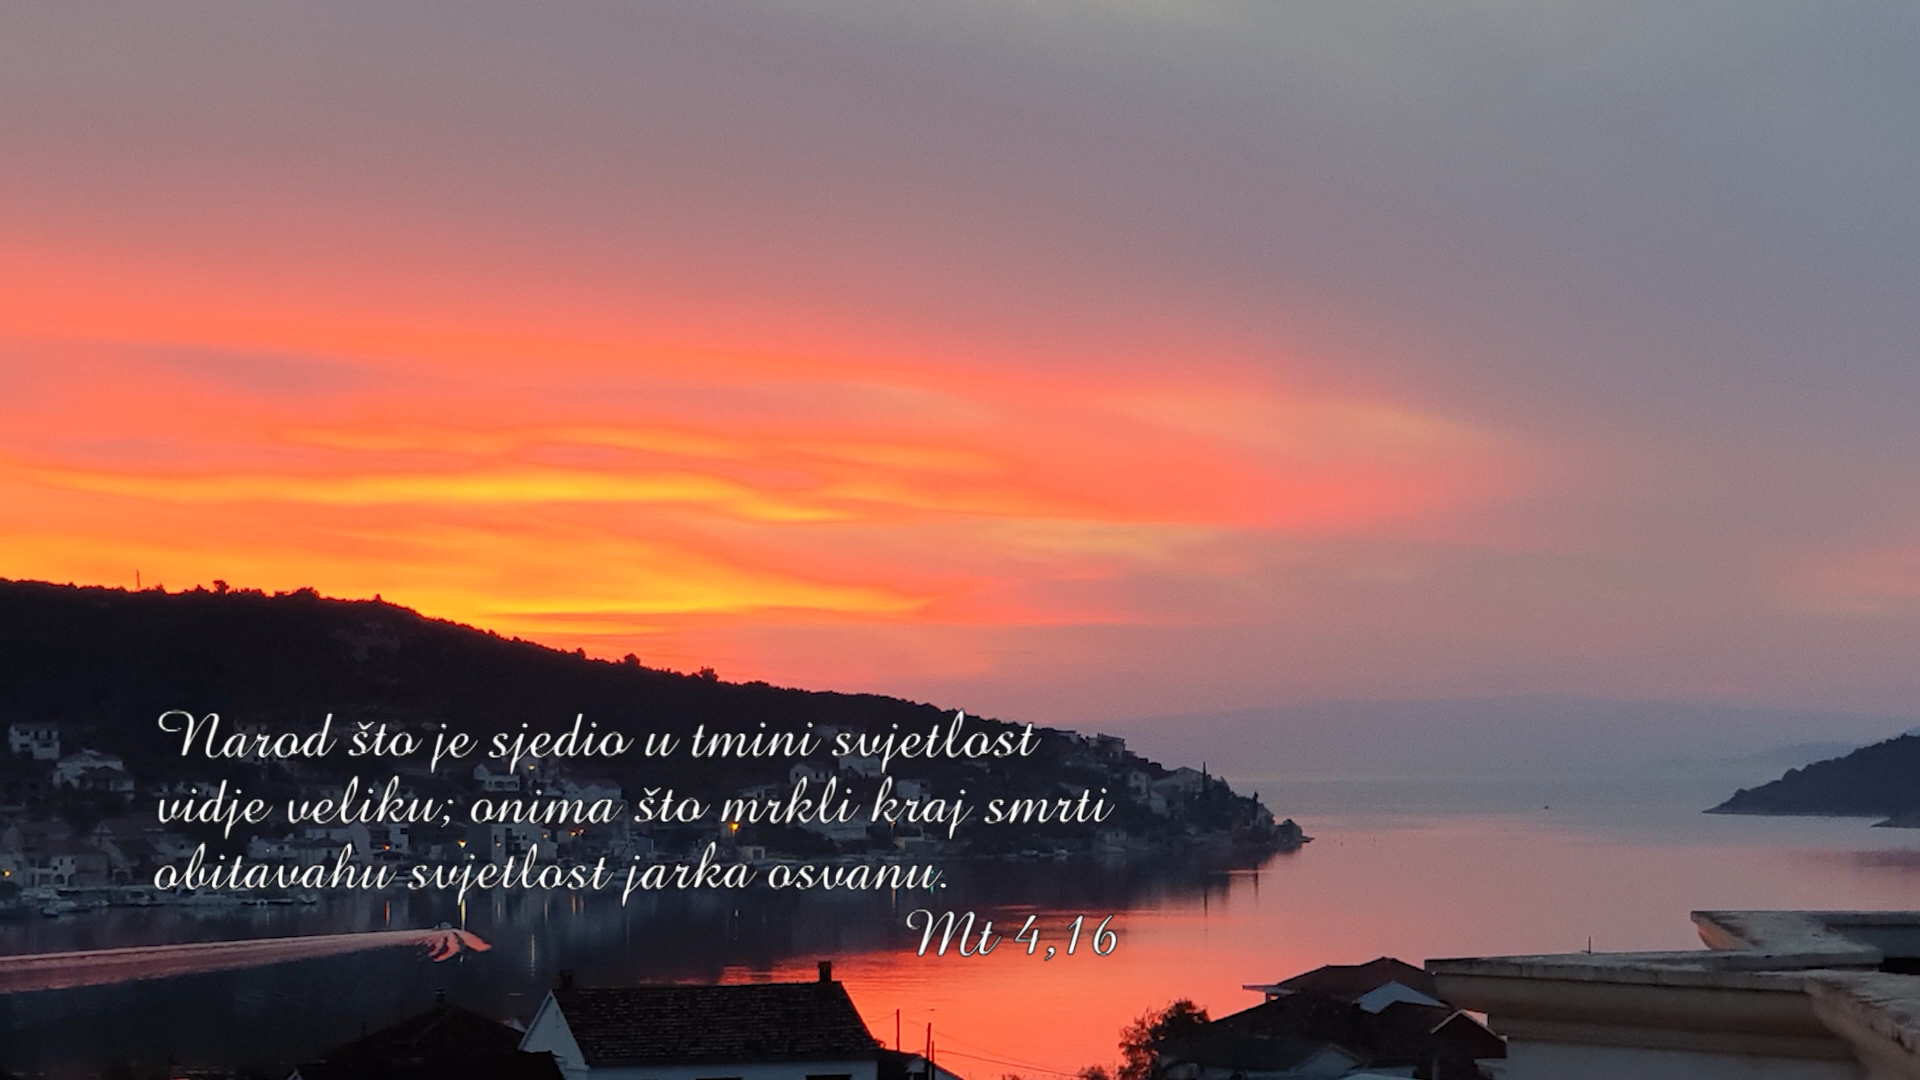 Narod što je sjedio u tmini svjetlost
vidje veliku; onima što mrkli kraj smrti
obitavahu svjetlost jarka osvanu.
Mt 4,16